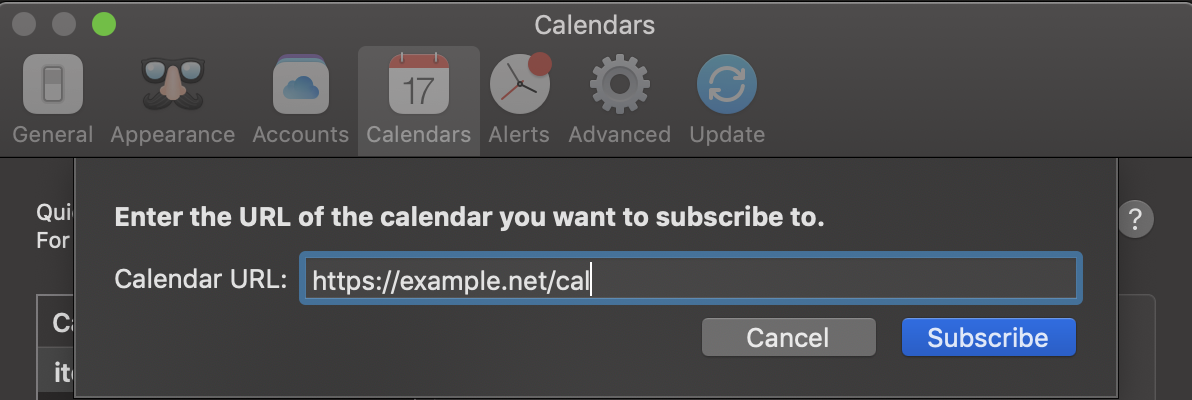 Calendars
17
General Appearance Accounts Calendars Alerts Advanced Update
Enter the URL of the calendar you want to subscribe to.
For
?
Calendar URL: https://example.net/cal
Cancel Subscribe